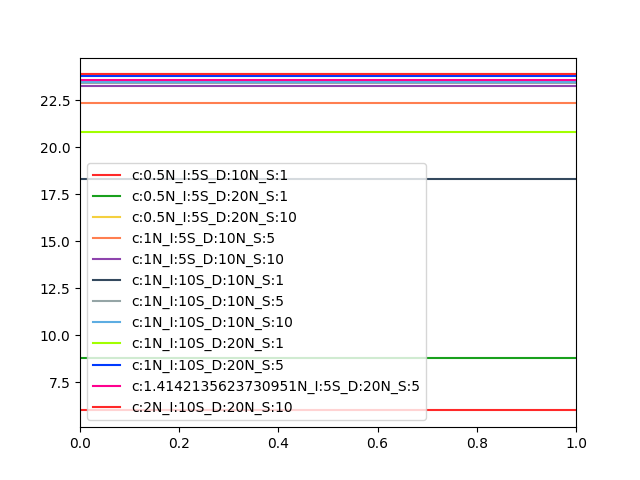 22.5
20.0
17.5
15.0
12.5
10.0
7.5
c:0.5N_I:5S_D:10N_S:1
c:0.5N_I:5S_D:20N_S:1
c:0.5N_I:5S_D:20N_S:10
c:1N_I:5S_D:10N_S:5
c:1N_I:5S_D:10N_S:10
c:1N_I:10S_D:10N_S:1
c:1N_I:10S_D:10N_S:5
c:1N_I:10S_D:10N_S:10
c:1N_I:10S_D:20N_S:1
c:1N_I:10S_D:20N_S:5
c:1.4142135623730951N_I:5S_D:20N_S:5
c:2N_I:10S_D:20N_S:10
0.0 0.2 0.4 0.6 0.8 1.0